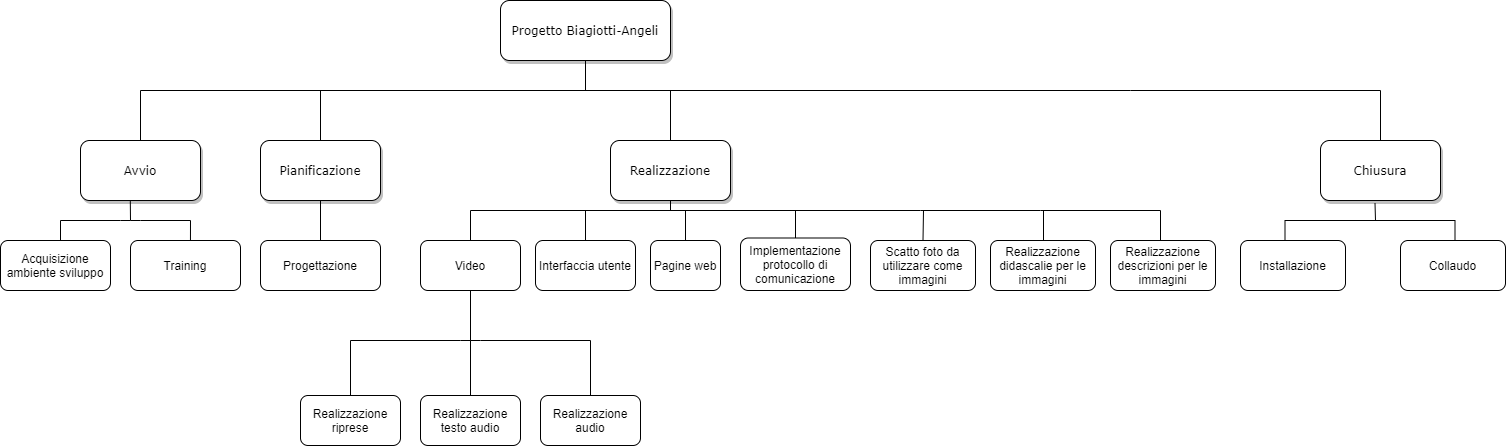 Progetto Biagiotti-Angeli
Avvio
Pianificazione
Realizzazione
Chiusura
Acquisizione
ambiente sviluppo
Training
Progettazione
Video
Interfaccia utente
Pagine web
Implementazione
protocollo di
comunicazione
Scatto foto da
utilizzare come
immagini
Realizzazione
didascalie per le
immagini
Realizzazione
descrizioni per le
immagini
Installazione
Collaudo
Realizzazione
riprese
Realizzazione
testo audio
Realizzazione
audio